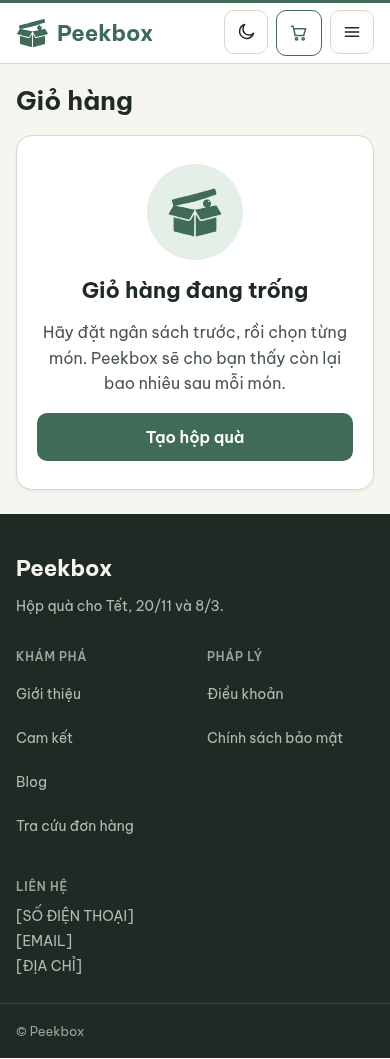 Peekbox
Giỏ hàng
Giỏ hàng đang trống
Hãy đặt ngân sách trước, rồi chọn từng
món. Peekbox sẽ cho bạn thấy còn lại
bao nhiêu sau mỗi món.
Tạo hộp quà
Peekbox
Hộp quà cho Tết, 20/11 và 8/3.
KHÁM PHÁ
Giới thiệu
Cam kết
Blog
Tra cứu đơn hàng
PHÁP LÝ
Điều khoản
Chính sách bảo mật
LIÊN HỆ
[SỐ ĐIỆN THOẠI]
[EMAIL]
[ĐỊA CHỈ]
© Peekbox